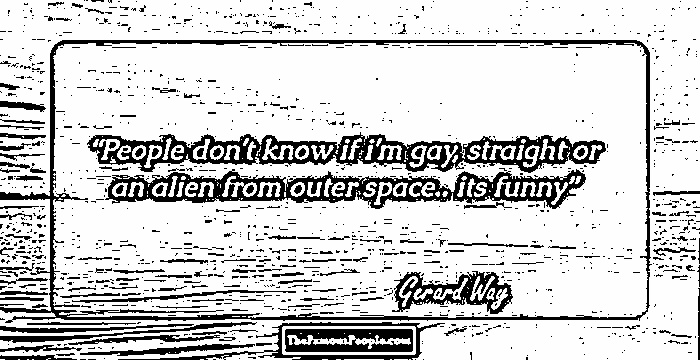 “People don't know if i'm gay, straight or
an alien from outer space.. its funny”
Gerard Way
TheFamousPeople.com